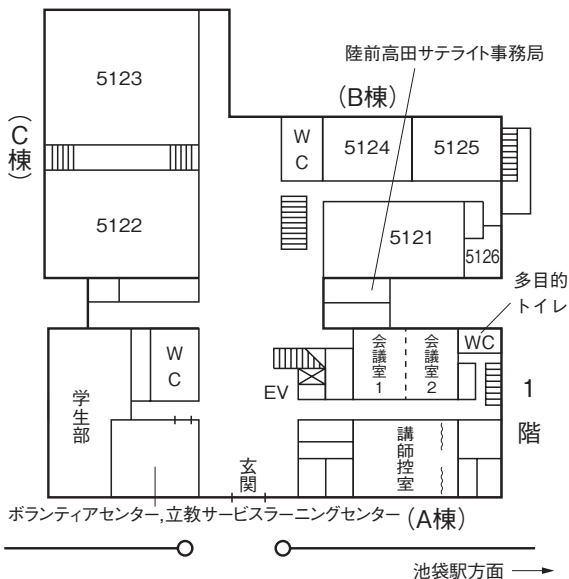 陸前高田サテライト事務局
(B棟)
5123
(C棟)
WC
5124
5125
5122
5121
5126
多目的
トイレ
WC
WC
会議室1
会議室2
EV
学生部
1階
講師控室
玄関
ボランティアセンター,立教サービスラーニングセンター
(A棟)
池袋駅方面